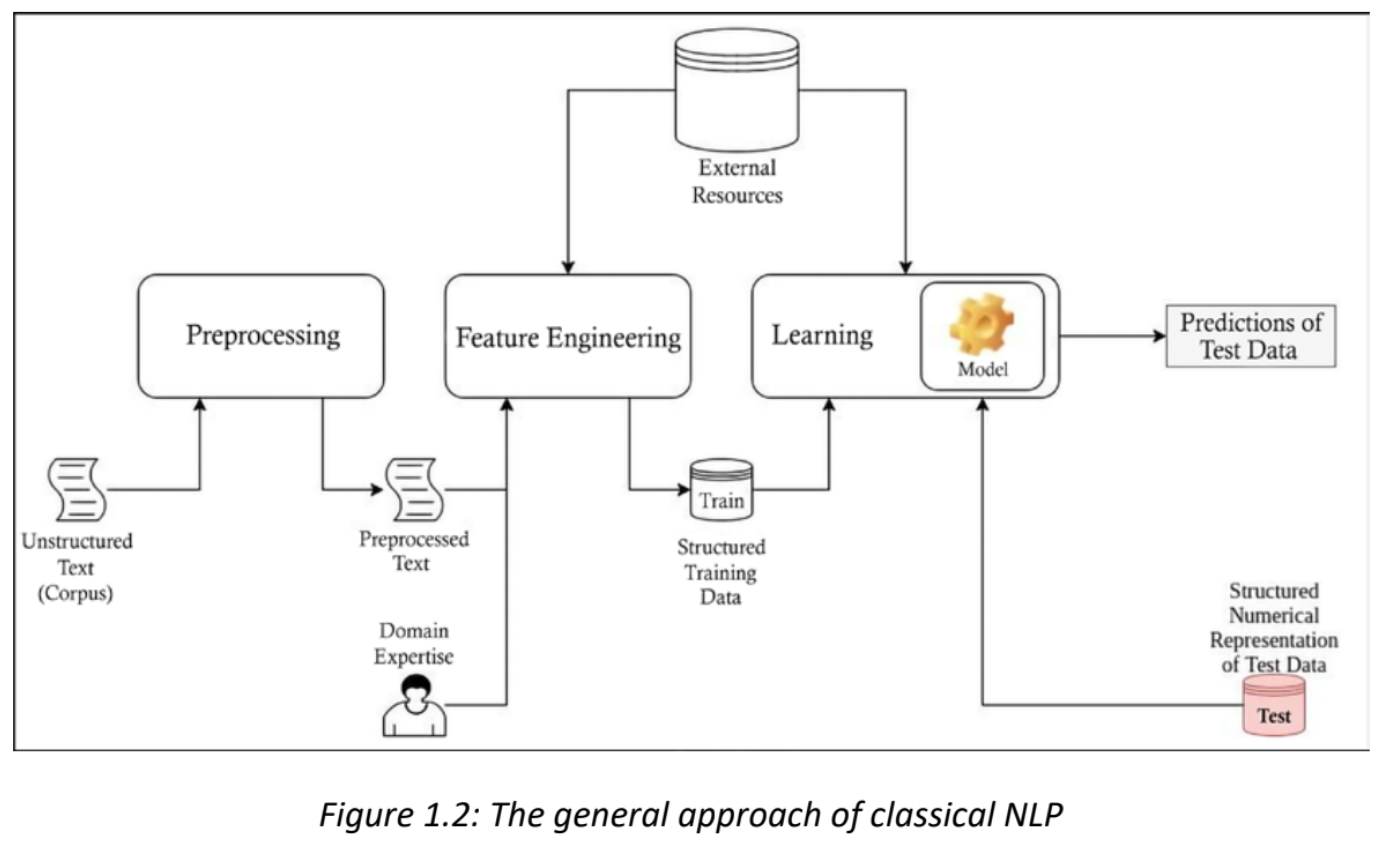 External
Resources
Preprocessing
Feature Engineering
Learning
Model
Predictions of
Test Data
Unstructured
Text
(Corpus)
Preprocessed
Text
Train
Structured
Training
Data
Domain
Expertise
Structured
Numerical
Representation
of Test Data
Test
Figure 1.2: The general approach of classical NLP